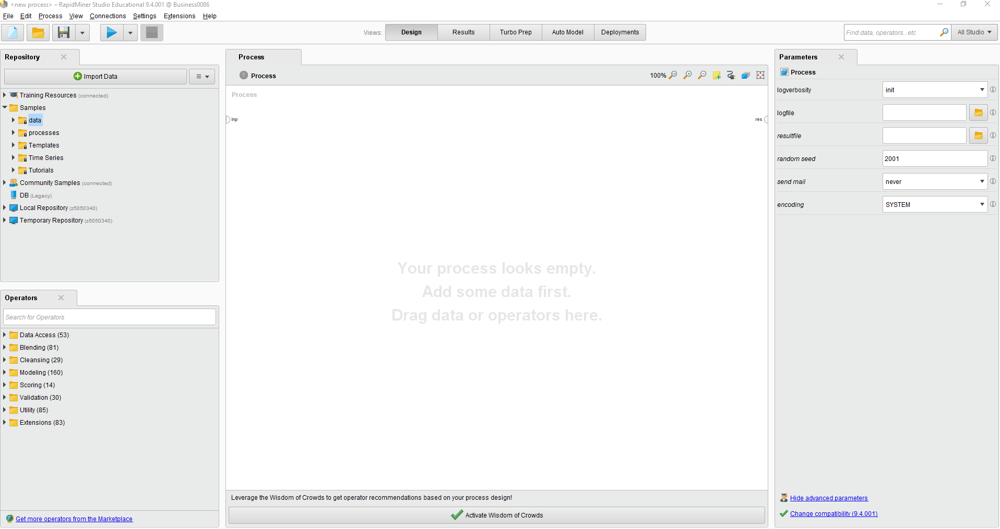 <new process> – RapidMiner Studio Educational 9.4.001 @ Business0086
File Edit Process View Connections Settings Extensions Help
Views: Design Results Turbo Prep Auto Model Deployments
Find data, operators...etc
All Studio
Repository
Import Data
Training Resources (connected)
Samples
data
processes
Templates
Time Series
Tutorials
Community Samples (connected)
DB (Legacy)
Local Repository (z5050340)
Temporary Repository (z5050340)
Operators
Search for Operators
Data Access (53)
Blending (81)
Cleansing (29)
Modeling (160)
Scoring (14)
Validation (30)
Utility (85)
Extensions (83)
Get more operators from the Marketplace
Process
Process
100%
Process
inp
res
Your process looks empty.
Add some data first.
Drag data or operators here.
Leverage the Wisdom of Crowds to get operator recommendations based on your process design!
Activate Wisdom of Crowds
Parameters
Process
logverbosity init
logfile
resultfile
random seed 2001
send mail never
encoding SYSTEM
Hide advanced parameters
Change compatibility (9.4.001)